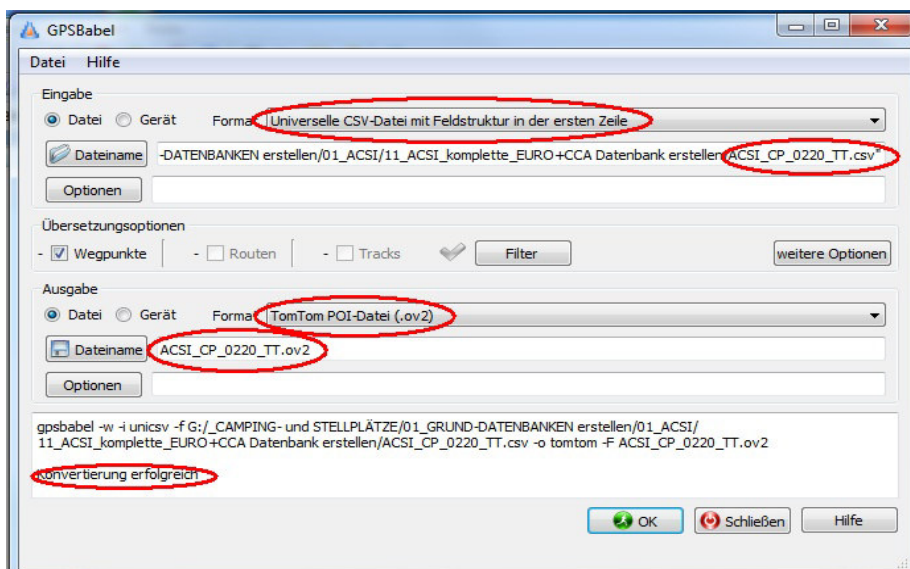 GPSBabel
Datei Hilfe
Eingabe
Datei Gerät Forma Universelle CSV-Datei mit Feldstruktur in der ersten Zeile
Dateiname -DATENBANKEN erstellen/01_ACSI/11_ACSI_komplette_EURO+CCA Datenbank erstellen/ACSI_CP_0220_TT.csv"
Optionen
Übersetzungsoptionen
- Wegpunkte - Routen - Tracks Filter weitere Optionen
Ausgabe
Datei Gerät Forma TomTom POI-Datei (.ov2)
Dateiname ACSI_CP_0220_TT.ov2
Optionen
gpsbabel -w -i unicsv -f G:/_CAMPING- und STELLPLÄTZE/01_GRUND-DATENBANKEN erstellen/01_ACSI/
11_ACSI_komplette_EURO+CCA Datenbank erstellen/ACSI_CP_0220_TT.csv -o tomtom -F ACSI_CP_0220_TT.ov2
Konvertierung erfolgreich
OK Schließen Hilfe